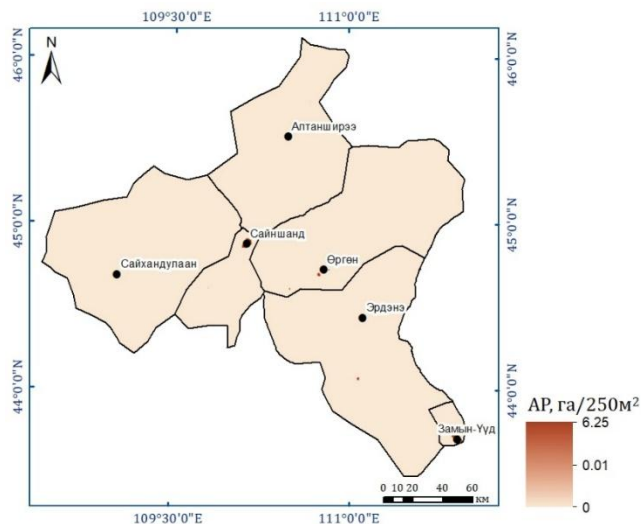 109°30'0"E 111°0'0"E
46°0'0"N 46°0'0"N
N
Алтанширээ
45°0'0"N 45°0'0"N
Сайншанд
Сайхандулаан
Өргөн
Эрдэнэ
44°0'0"N 44°0'0"N
АР, га/250м²
6.25
0.01
0
Замын-Үүд
0 10 20 40 60
км
109°30'0"E 111°0'0"E